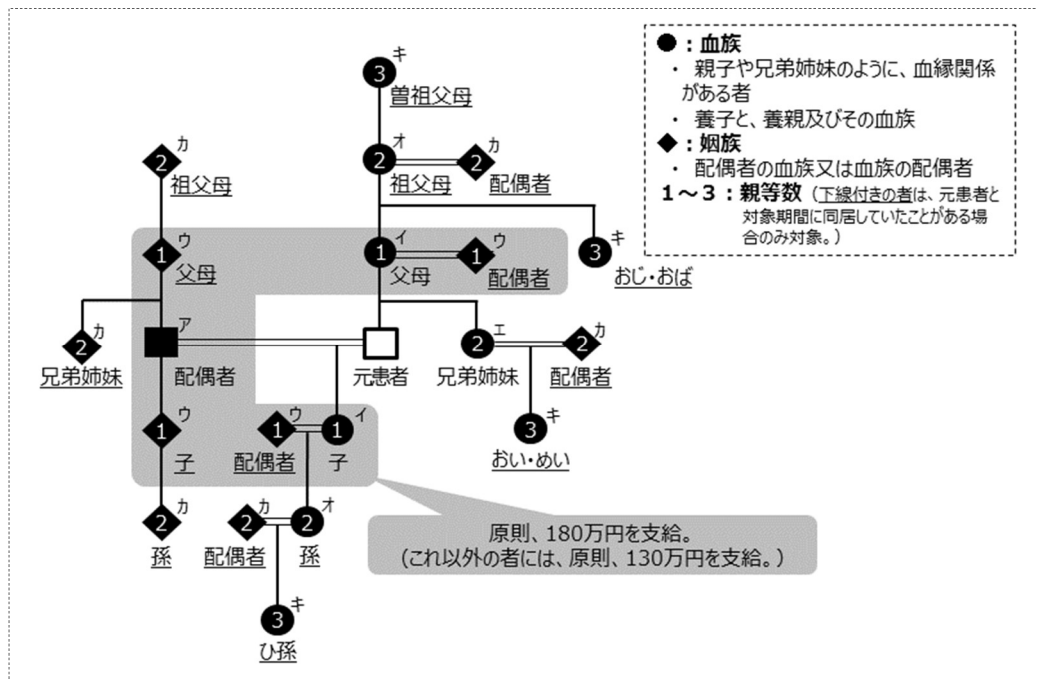 ●：血族
・ 親子や兄弟姉妹のように、血縁関係
がある者
・ 養子と、養親及びその血族
◆：姻族
・ 配偶者の血族又は血族の配偶者
1～3：親等数（下線付きの者は、元患者と
対象期間に同居していたことがある場
合のみ対象。）
3 キ
曽祖父母
2 カ
祖父母
2 オ
祖父母
2 カ
配偶者
1 ウ
父母
1 イ
父母
1 ウ
配偶者
3 キ
おじ・おば
2 カ
兄弟姉妹
ア
配偶者
元患者
2 エ
兄弟姉妹
2 カ
配偶者
1 ウ
子
1 ウ
配偶者
1 イ
子
3 キ
おい・めい
2 カ
孫
2 カ
配偶者
2 オ
孫
原則、180万円を支給。
（これ以外の者には、原則、130万円を支給。）
3 キ
ひ孫